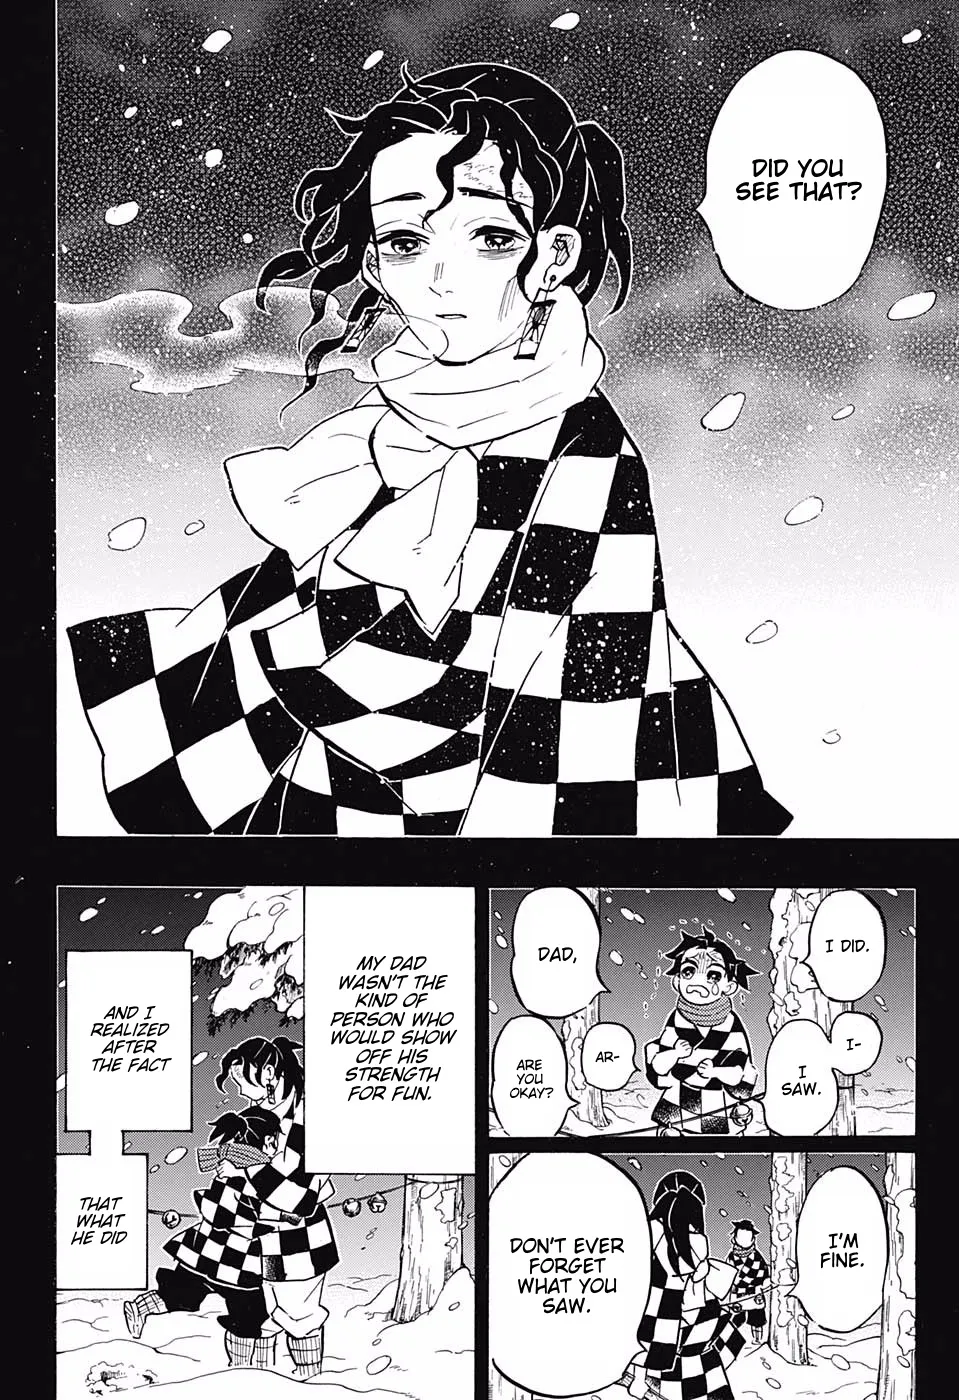 DID YOU
SEE THAT?
I DID.
I-
I
SAW.
DAD,
AR-
ARE
YOU
OKAY?
I'M
FINE.
DON'T EVER
FORGET
WHAT YOU
SAW.
MY DAD
WASN'T THE
KIND OF
PERSON WHO
WOULD SHOW
OFF HIS
STRENGTH
FOR FUN.
AND I
REALIZED
AFTER
THE FACT
THAT
WHAT
HE DID